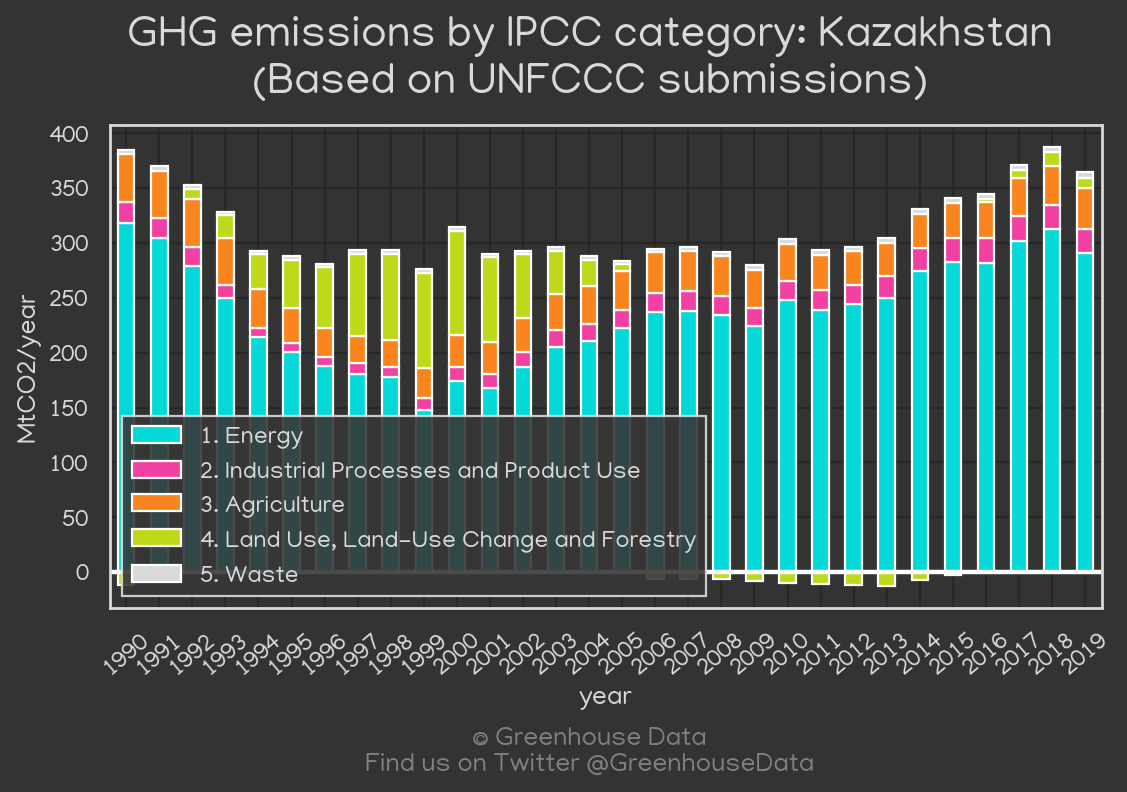 GHG emissions by IPCC category: Kazakhstan
(Based on UNFCCC submissions)
MtCO2/year
400
350
300
250
200
150
100
50
0
1. Energy
2. Industrial Processes and Product Use
3. Agriculture
4. Land Use, Land-Use Change and Forestry
5. Waste
1990 1991 1992 1993 1994 1995 1996 1997 1998 1999 2000 2001 2002 2003 2004 2005 2006 2007 2008 2009 2010 2011 2012 2013 2014 2015 2016 2017 2018 2019
year
© Greenhouse Data
Find us on Twitter @GreenhouseData